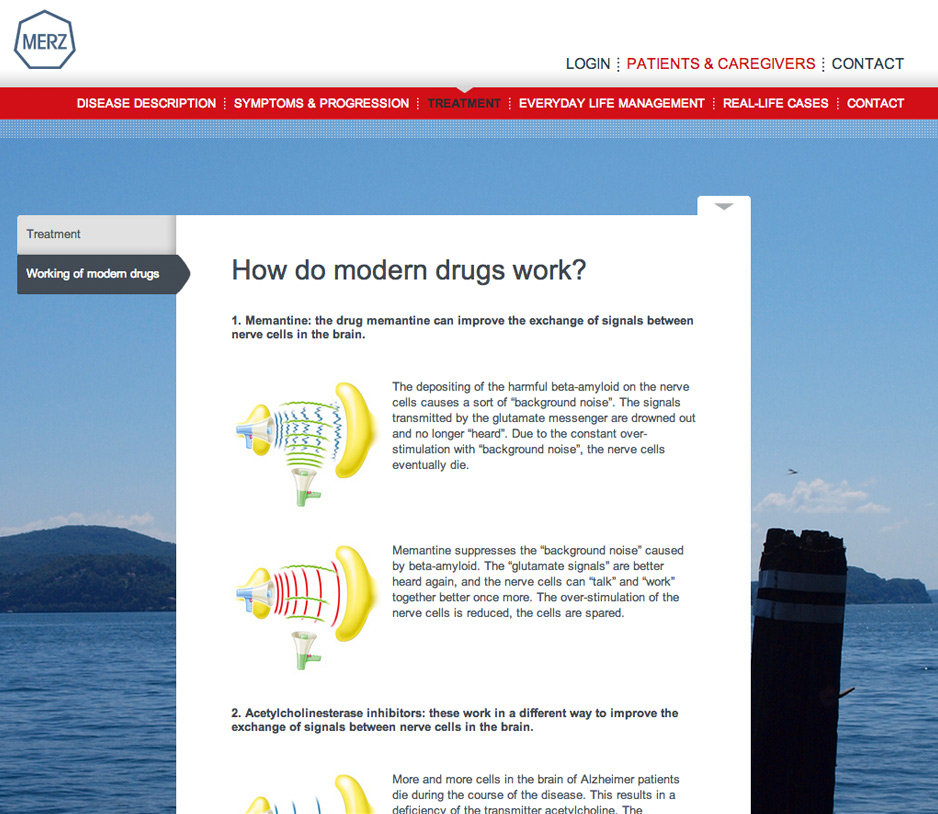 MERZ
LOGIN PATIENTS & CAREGIVERS CONTACT
DISEASE DESCRIPTION SYMPTOMS & PROGRESSION TREATMENT EVERYDAY LIFE MANAGEMENT REAL-LIFE CASES CONTACT
Treatment
Working of modern drugs
How do modern drugs work?
1. Memantine: the drug memantine can improve the exchange of signals between
nerve cells in the brain.
The depositing of the harmful beta-amyloid on the nerve
cells causes a sort of “background noise”. The signals
transmitted by the glutamate messenger are drowned out
and no longer “heard”. Due to the constant over-
stimulation with “background noise”, the nerve cells
eventually die.
Memantine suppresses the “background noise” caused
by beta-amyloid. The “glutamate signals” are better
heard again, and the nerve cells can “talk” and “work”
together better once more. The over-stimulation of the
nerve cells is reduced, the cells are spared.
2. Acetylcholinesterase inhibitors: these work in a different way to improve the
exchange of signals between nerve cells in the brain.
More and more cells in the brain of Alzheimer patients
die during the course of the disease. This results in a
deficiency of the transmitter acetylcholine. The